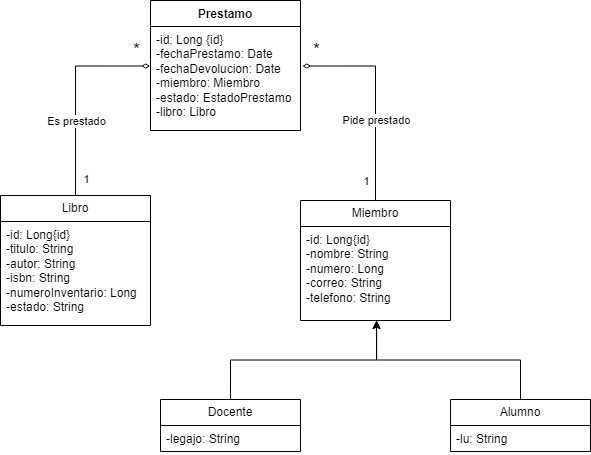 Prestamo
-id: Long {id}
-fechaPrestamo: Date
-fechaDevolucion: Date
-miembro: Miembro
-estado: EstadoPrestamo
-libro: Libro
*
*
Es prestado
Pide prestado
1
1
Libro
-id: Long{id}
-titulo: String
-autor: String
-isbn: String
-numeroInventario: Long
-estado: String
Miembro
-id: Long{id}
-nombre: String
-numero: Long
-correo: String
-telefono: String
Docente
-legajo: String
Alumno
-lu: String